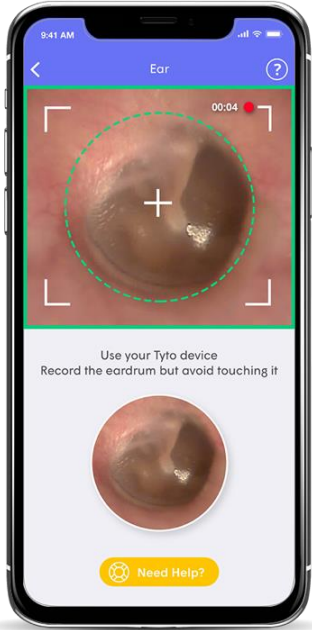 9:41 AM
Ear
?
00:04
Use your Tyto device
Record the eardrum but avoid touching it
Need Help?